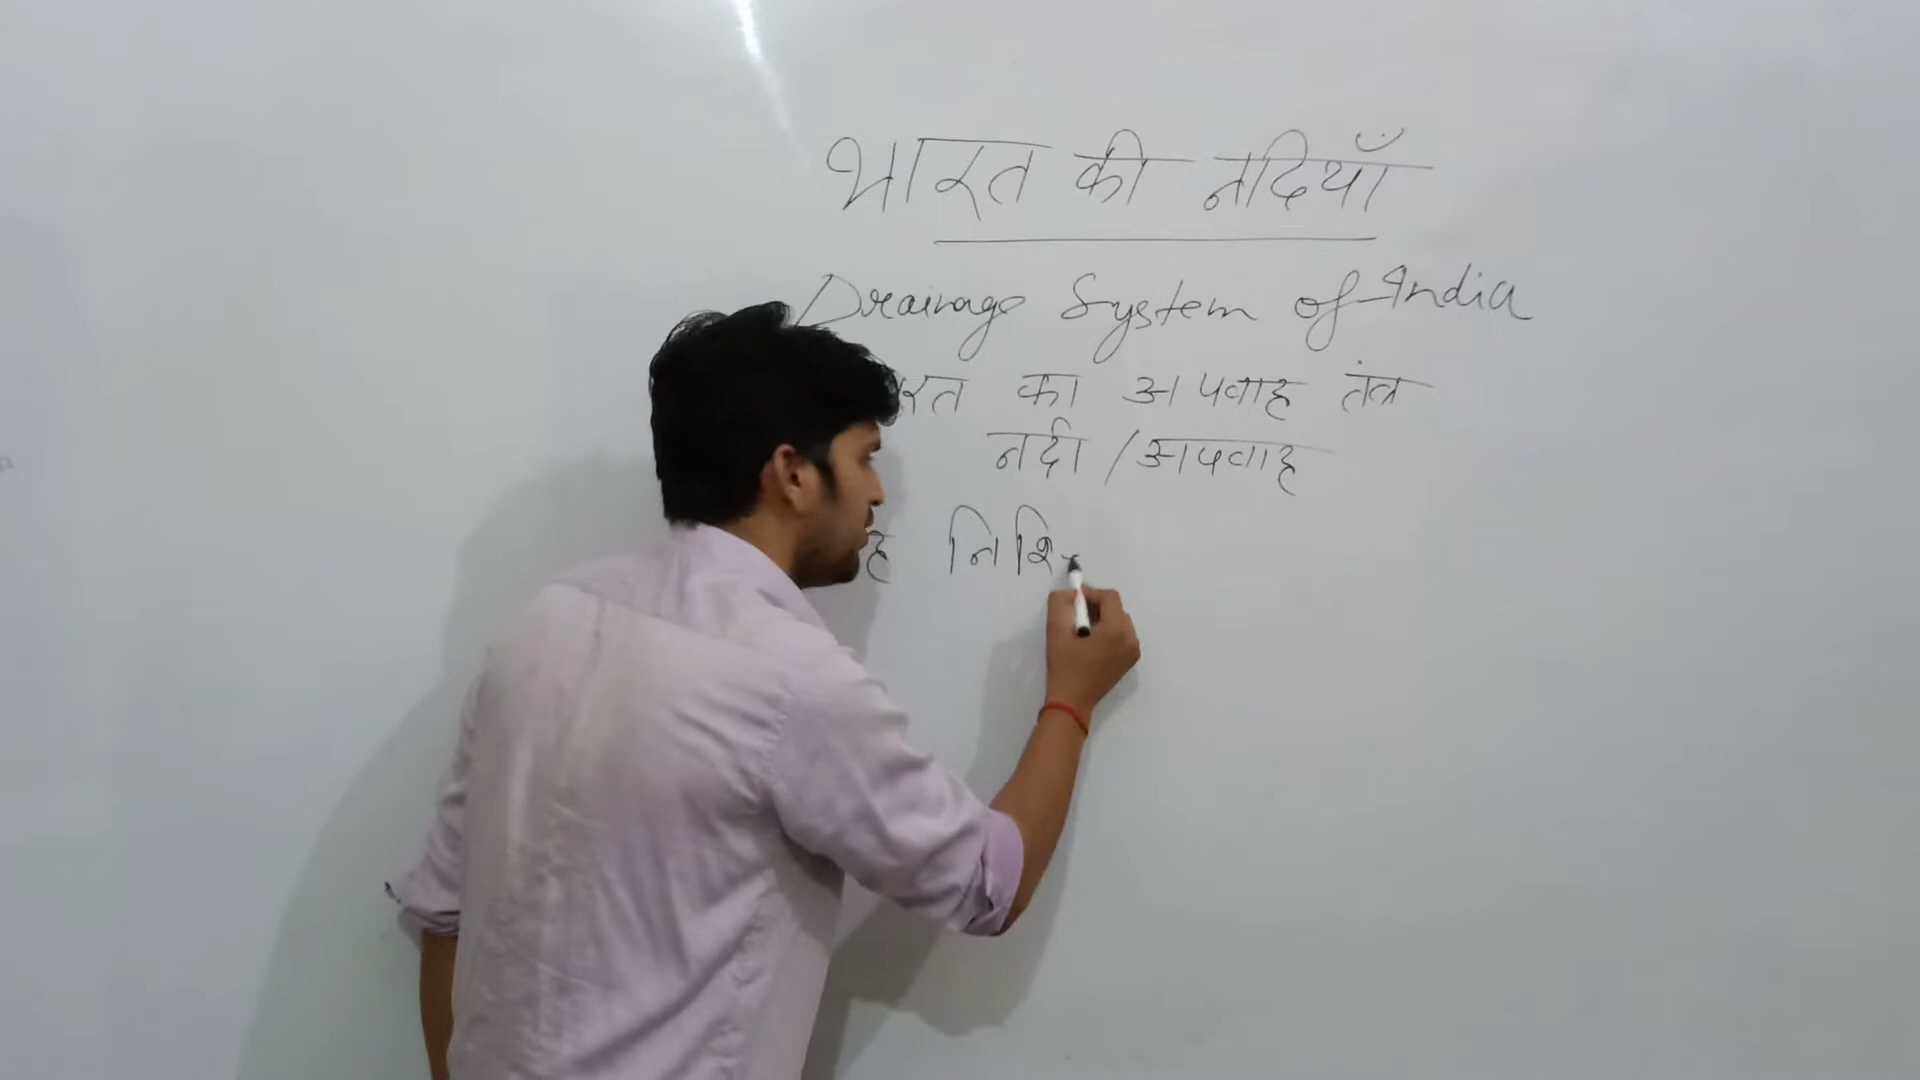 भारत की नदियाँ
Drainage System of India
रत का अपवाह तंत्र
नदी / अपवाह
ह निशि